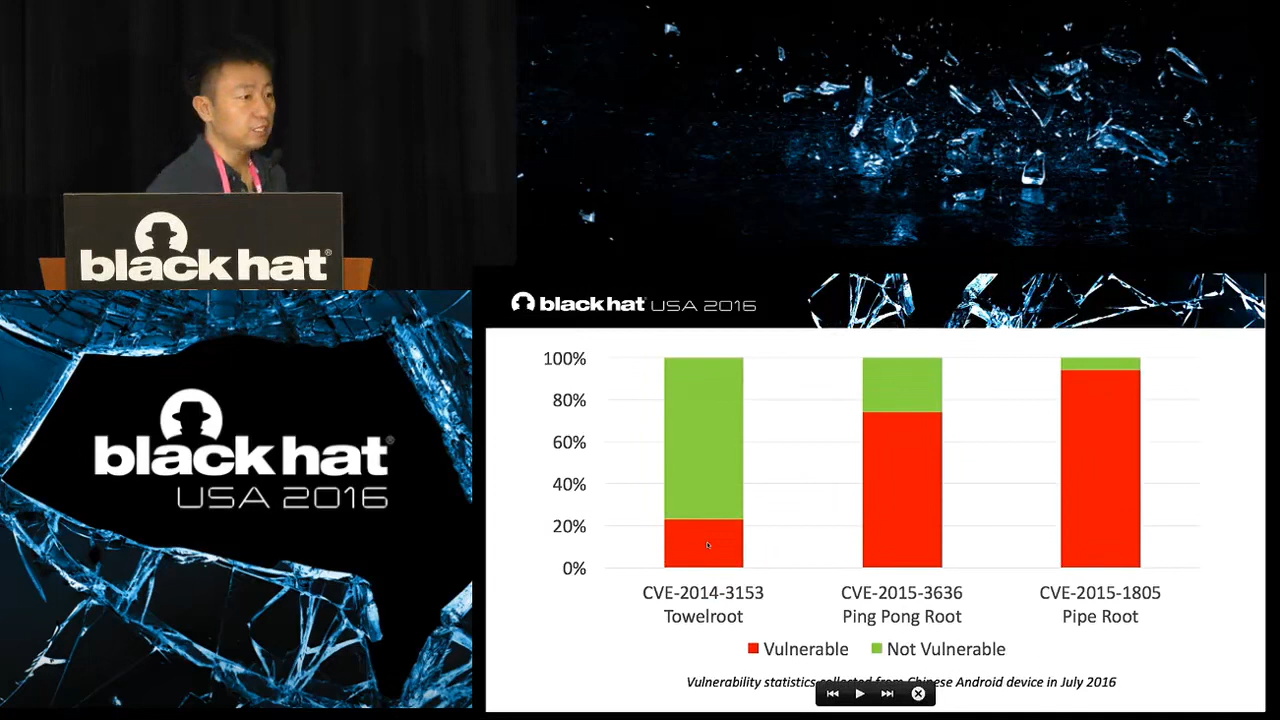 black hat®
black hat®
USA 2016
black hat USA 2016
100%
80%
60%
40%
20%
0%
CVE-2014-3153
Towelroot
CVE-2015-3636
Ping Pong Root
CVE-2015-1805
Pipe Root
Vulnerable
Not Vulnerable
Vulnerability statistics collected from Chinese Android device in July 2016